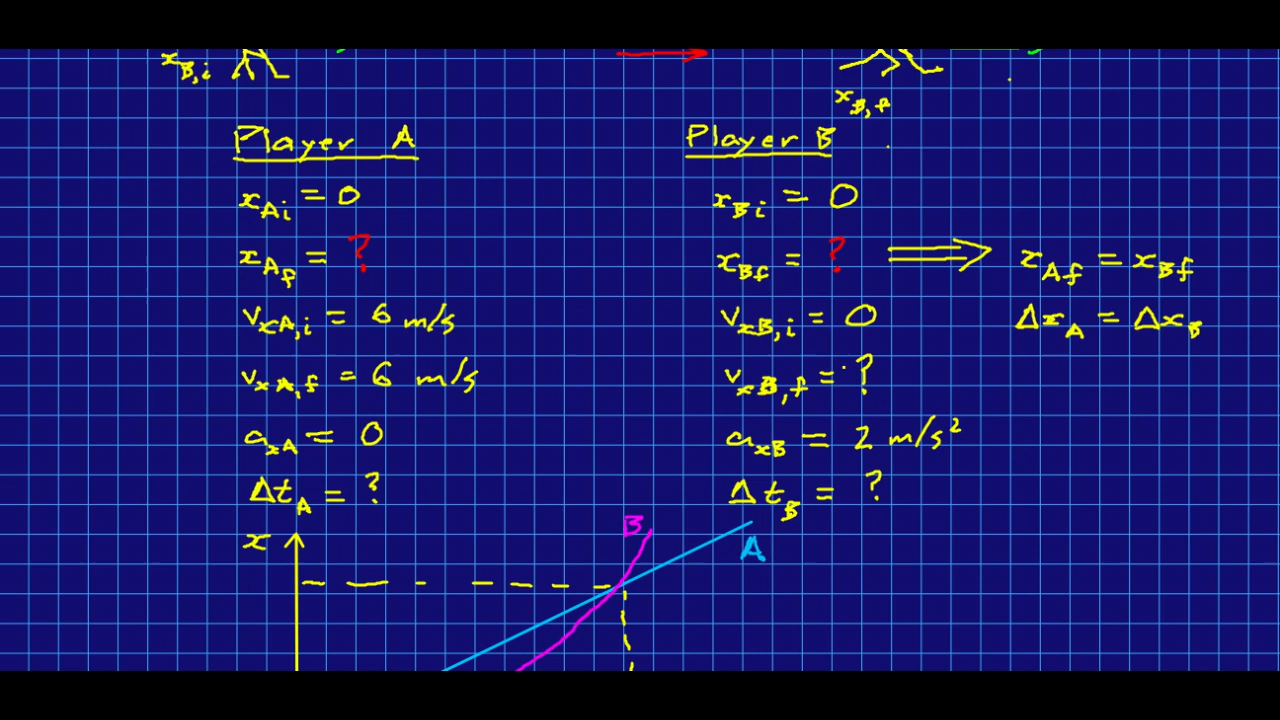 x_B,i
x_B,f
Player A
Player B
x_Ai = 0
x_Bi = 0
x_Af = ?
x_Bf = ? ⟹ x_Af = x_Bf
v_xA,i = 6 m/s
v_xB,i = 0
Δx_A = Δx_B
v_xA,f = 6 m/s
v_xB,f = ?
a_xA = 0
a_xB = 2 m/s²
Δt_A = ?
Δt_B = ?
x
B
A